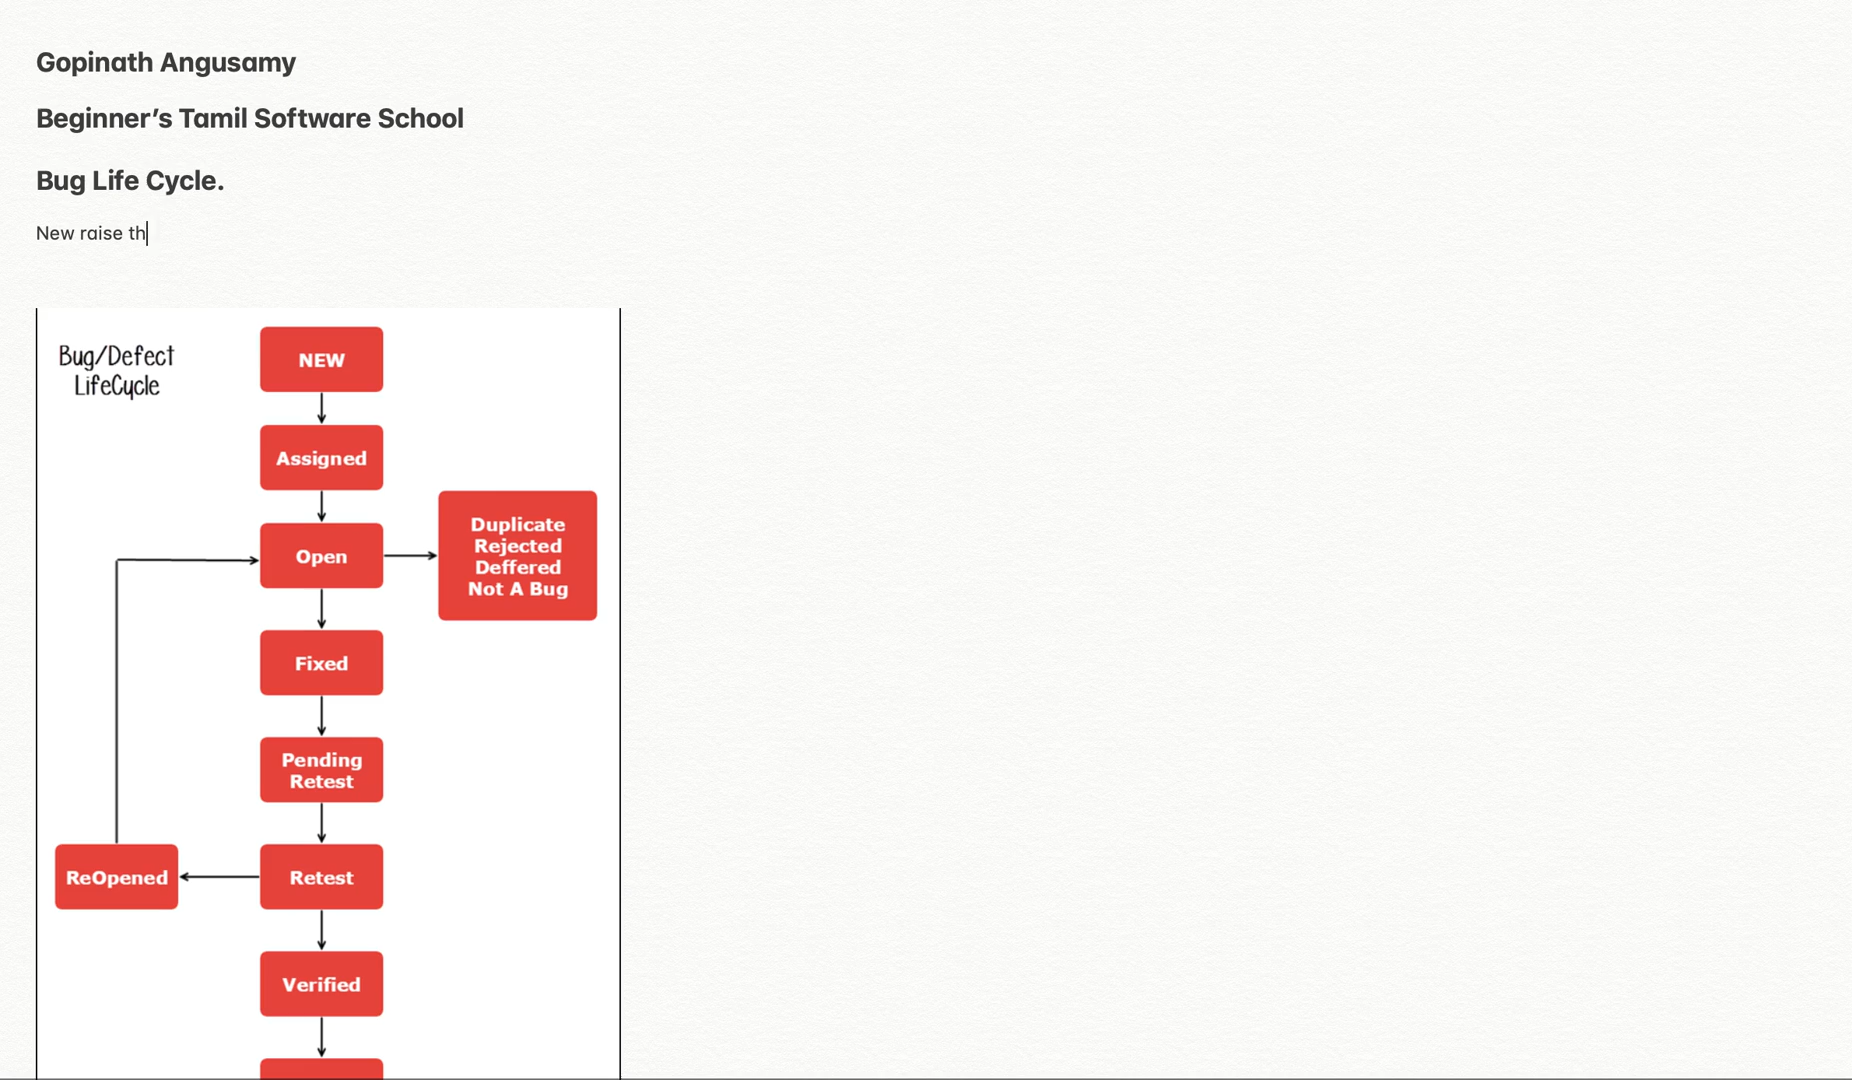 Gopinath Angusamy
Beginner’s Tamil Software School
Bug Life Cycle.
New raise th
Bug/Defect
LifeCycle
NEW
Assigned
Open
Duplicate
Rejected
Deffered
Not A Bug
Fixed
Pending
Retest
ReOpened
Retest
Verified